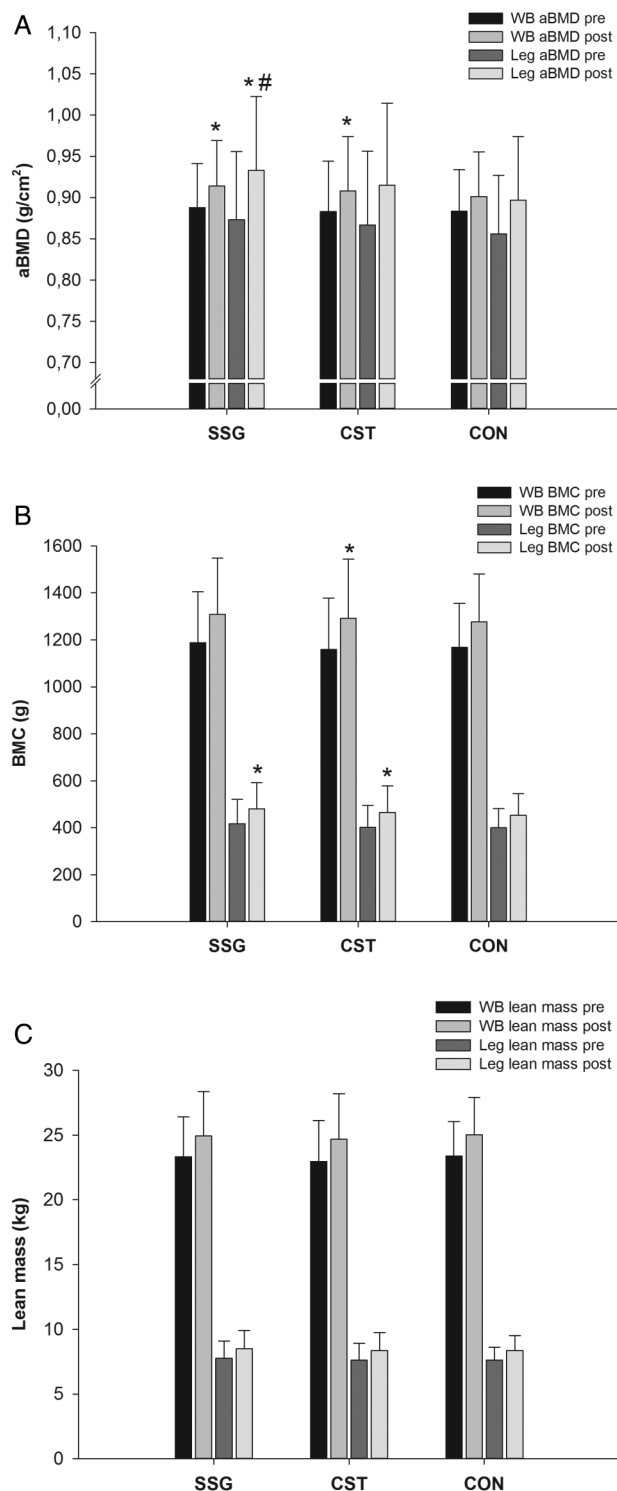 A
WB aBMD pre
WB aBMD post
Leg aBMD pre
Leg aBMD post
1,10
1,05
1,00
0,95
0,90
0,85
0,80
0,75
0,70
0,00
aBMD (g/cm²)
*
* #
*
SSG CST CON
B
WB BMC pre
WB BMC post
Leg BMC pre
Leg BMC post
1600
1400
1200
1000
800
600
400
200
0
BMC (g)
*
*
*
SSG CST CON
C
WB lean mass pre
WB lean mass post
Leg lean mass pre
Leg lean mass post
30
25
20
15
10
5
0
Lean mass (kg)
SSG CST CON